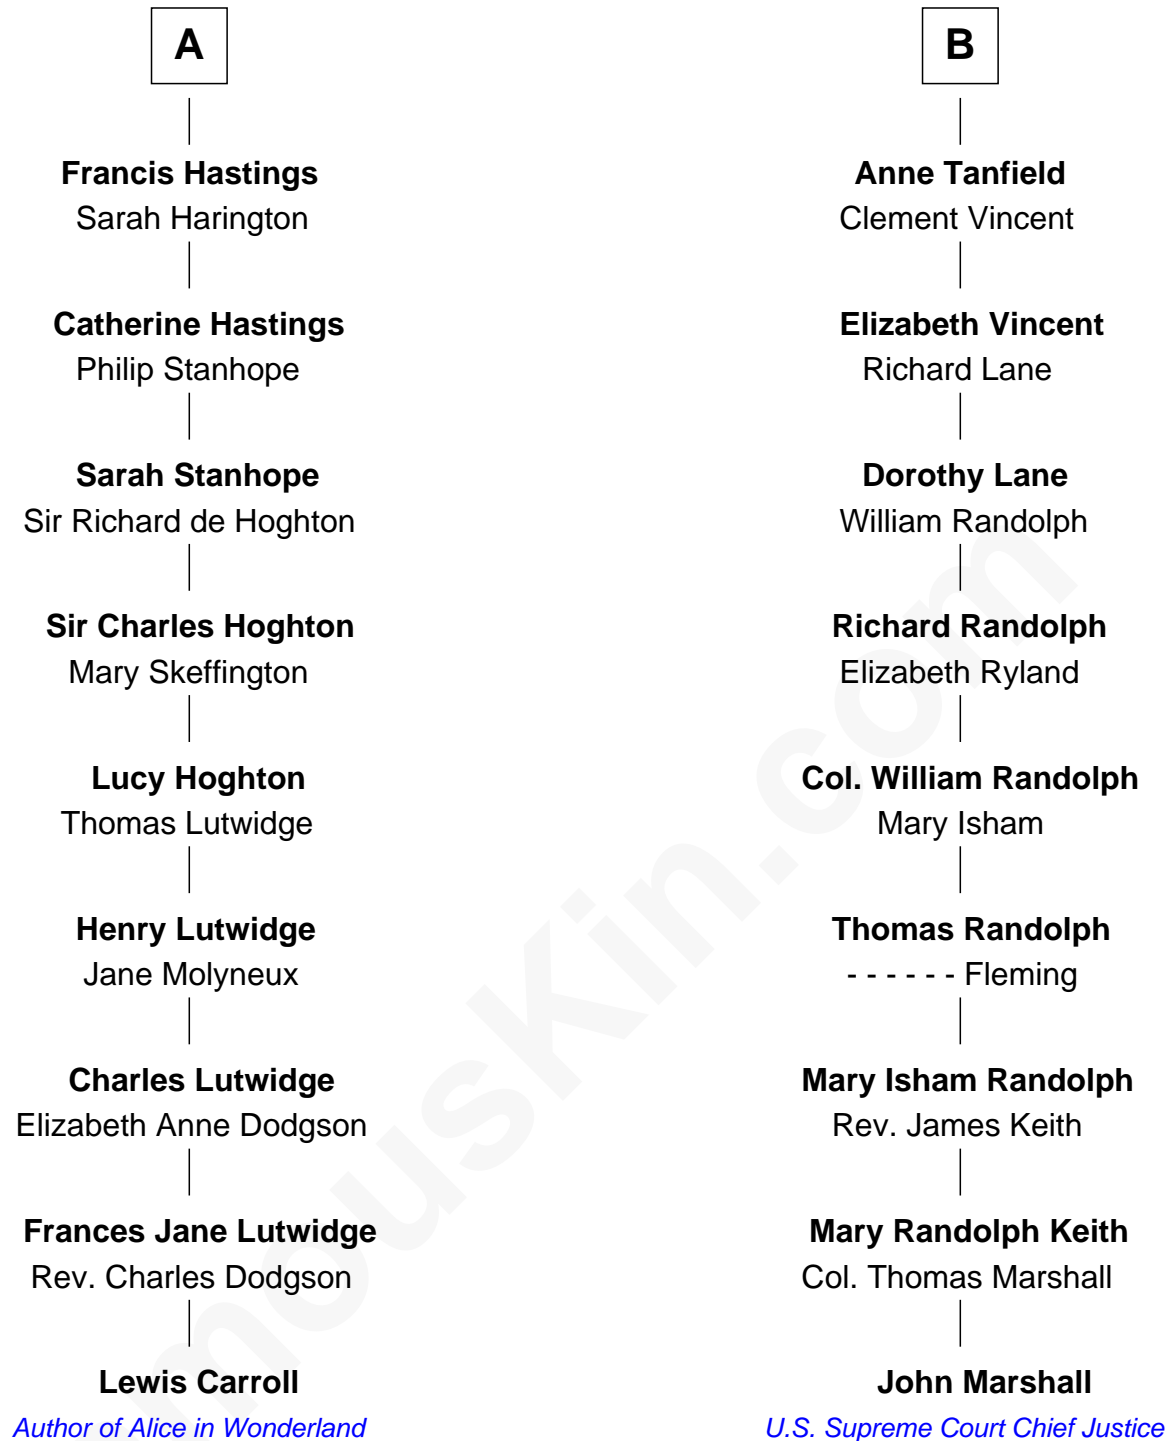 A
Francis Hastings
Sarah Harington
Catherine Hastings
Philip Stanhope
Sarah Stanhope
Sir Richard de Hoghton
Sir Charles Hoghton
Mary Skeffington
Lucy Hoghton
Thomas Lutwidge
Henry Lutwidge
Jane Molyneux
Charles Lutwidge
Elizabeth Anne Dodgson
Frances Jane Lutwidge
Rev. Charles Dodgson
Lewis Carroll
Author of Alice in Wonderland
B
Anne Tanfield
Clement Vincent
Elizabeth Vincent
Richard Lane
Dorothy Lane
William Randolph
Richard Randolph
Elizabeth Ryland
Col. William Randolph
Mary Isham
Thomas Randolph
- - - - - - Fleming
Mary Isham Randolph
Rev. James Keith
Mary Randolph Keith
Col. Thomas Marshall
John Marshall
U.S. Supreme Court Chief Justice
mousKin.com